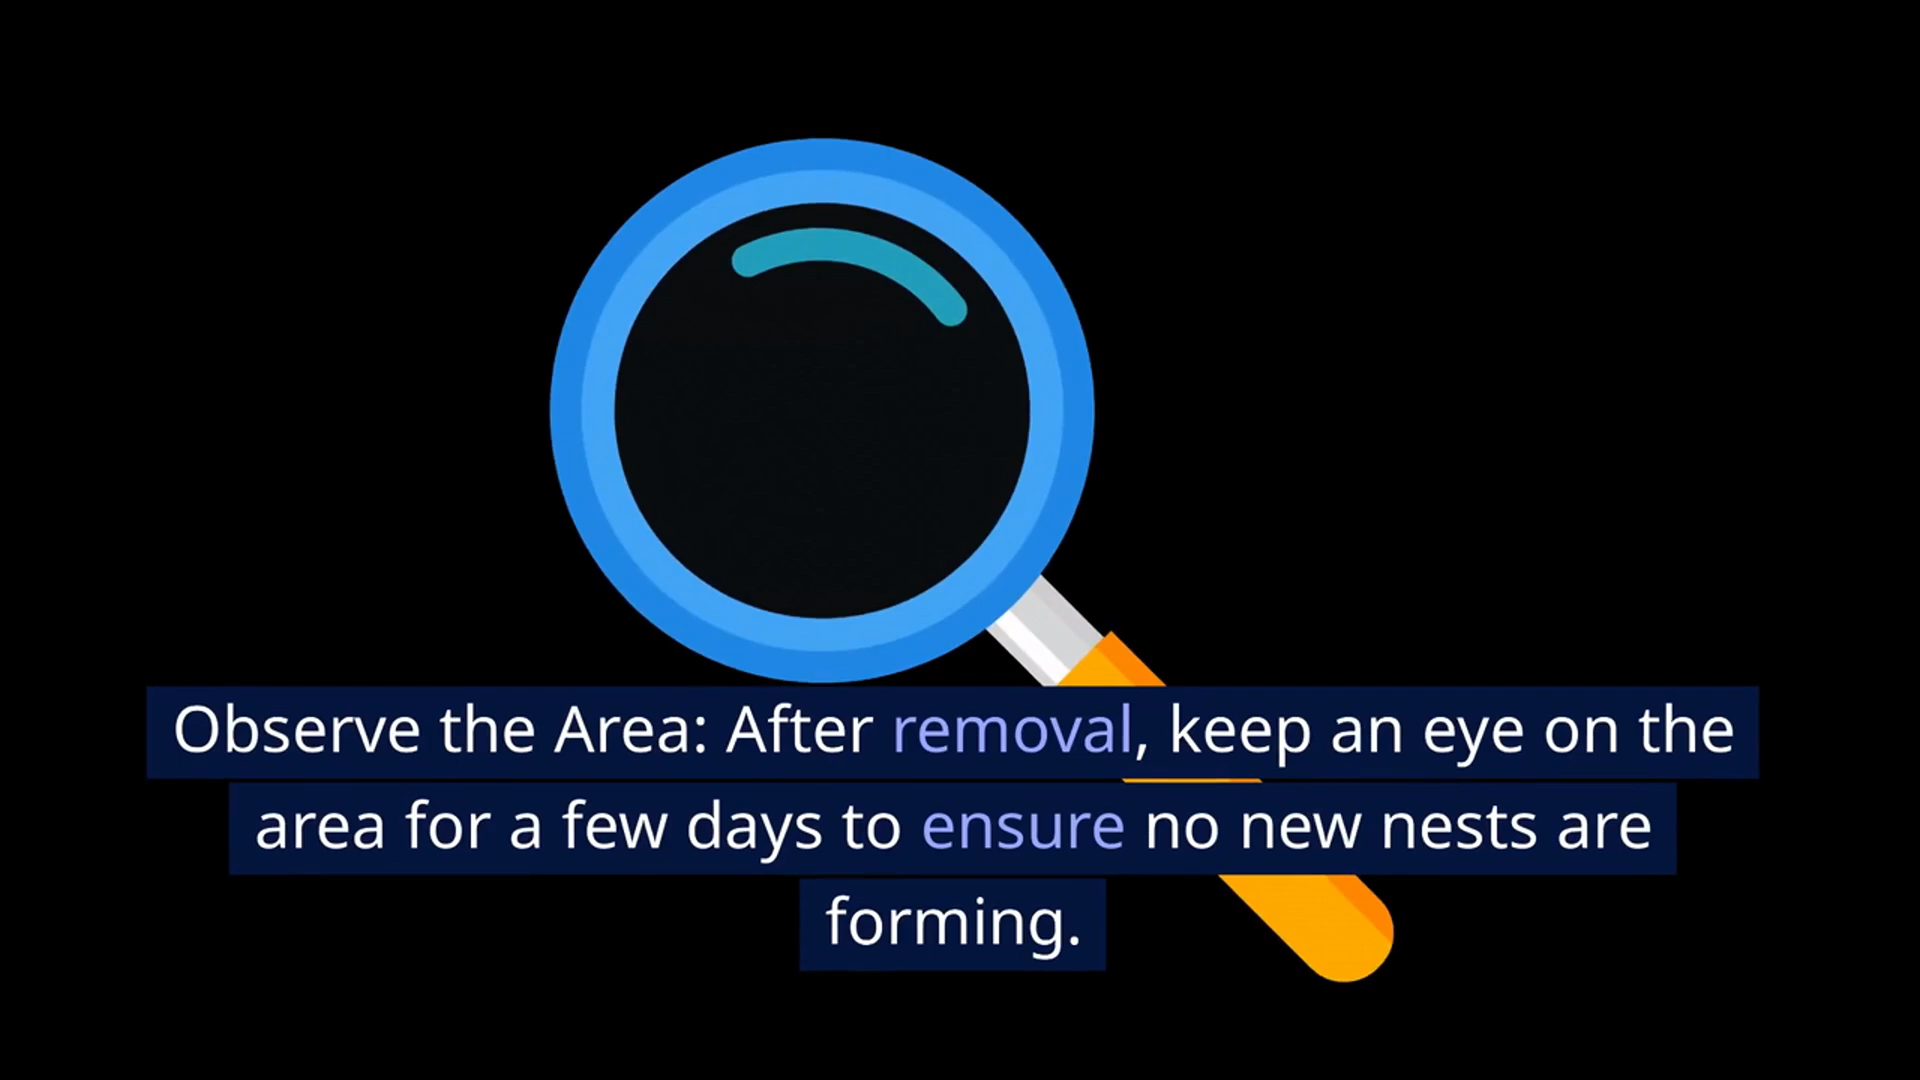 Observe the Area: After removal, keep an eye on the
area for a few days to ensure no new nests are
forming.